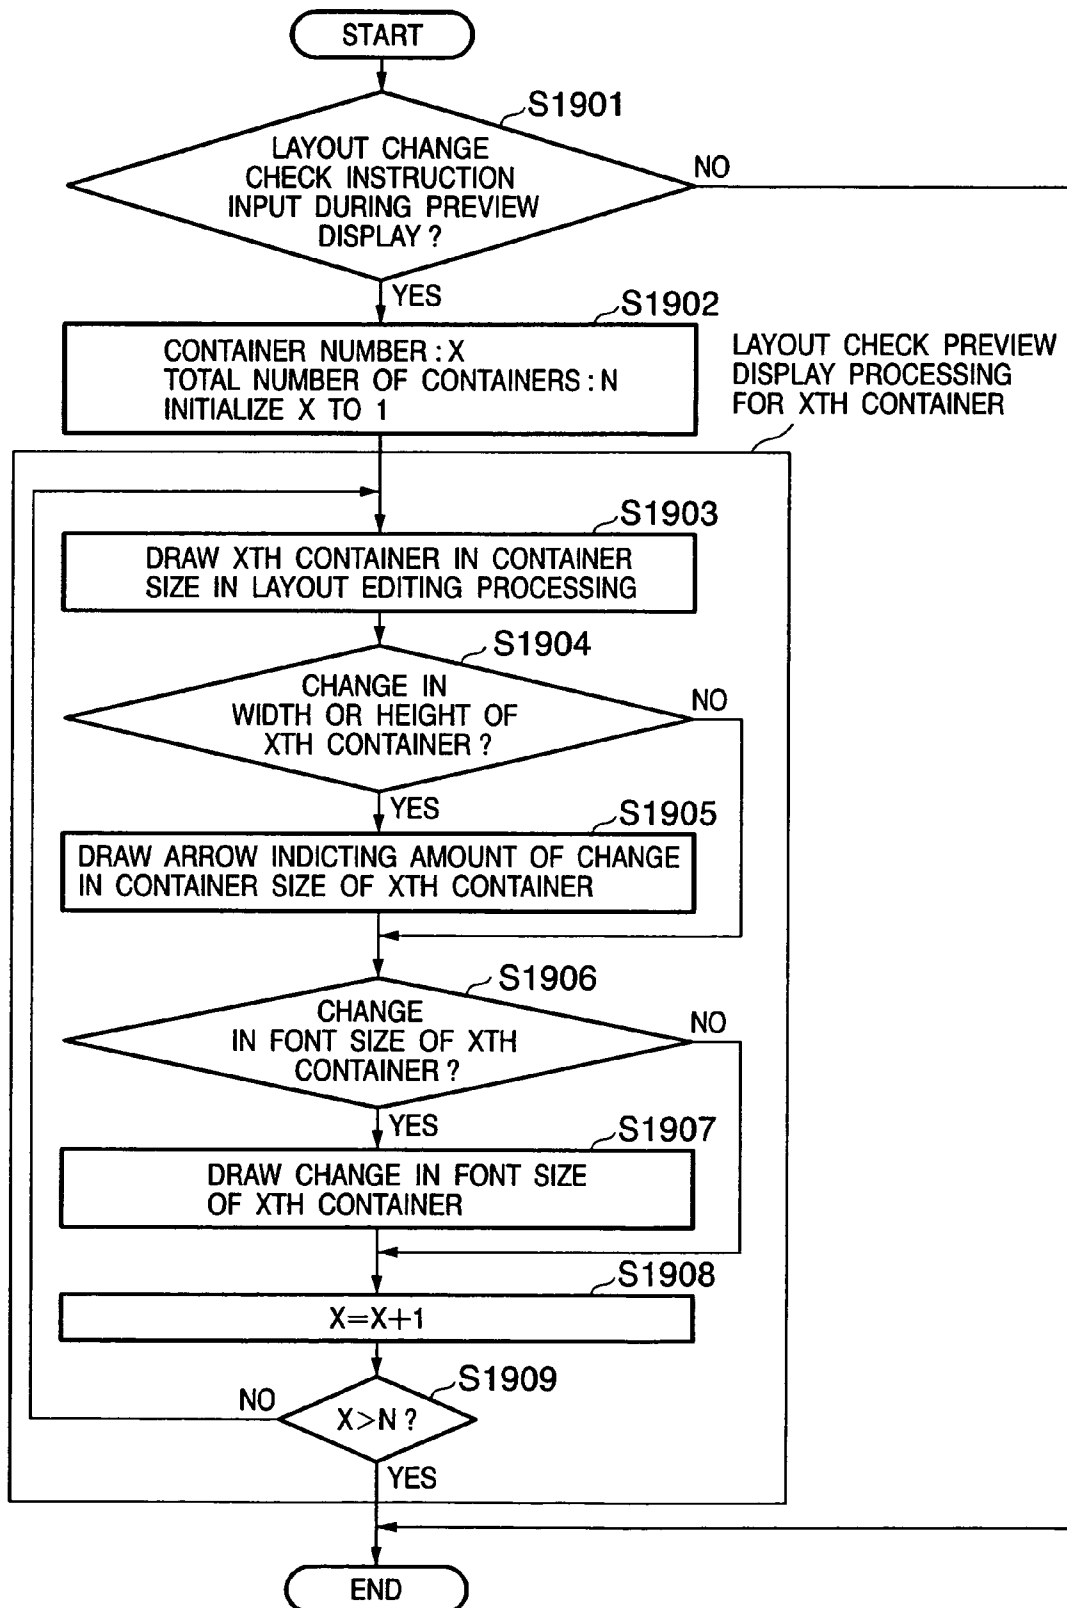 START
S1901
LAYOUT CHANGE
CHECK INSTRUCTION
INPUT DURING PREVIEW
DISPLAY?
NO
YES
S1902
CONTAINER NUMBER:X
TOTAL NUMBER OF CONTAINERS:N
INITIALIZE X TO 1
LAYOUT CHECK PREVIEW
DISPLAY PROCESSING
FOR XTH CONTAINER
S1903
DRAW XTH CONTAINER IN CONTAINER
SIZE IN LAYOUT EDITING PROCESSING
S1904
CHANGE IN
WIDTH OR HEIGHT OF
XTH CONTAINER?
NO
YES
S1905
DRAW ARROW INDICTING AMOUNT OF CHANGE
IN CONTAINER SIZE OF XTH CONTAINER
S1906
CHANGE
IN FONT SIZE OF XTH
CONTAINER?
NO
YES
S1907
DRAW CHANGE IN FONT SIZE
OF XTH CONTAINER
S1908
X=X+1
S1909
NO
X>N?
YES
END